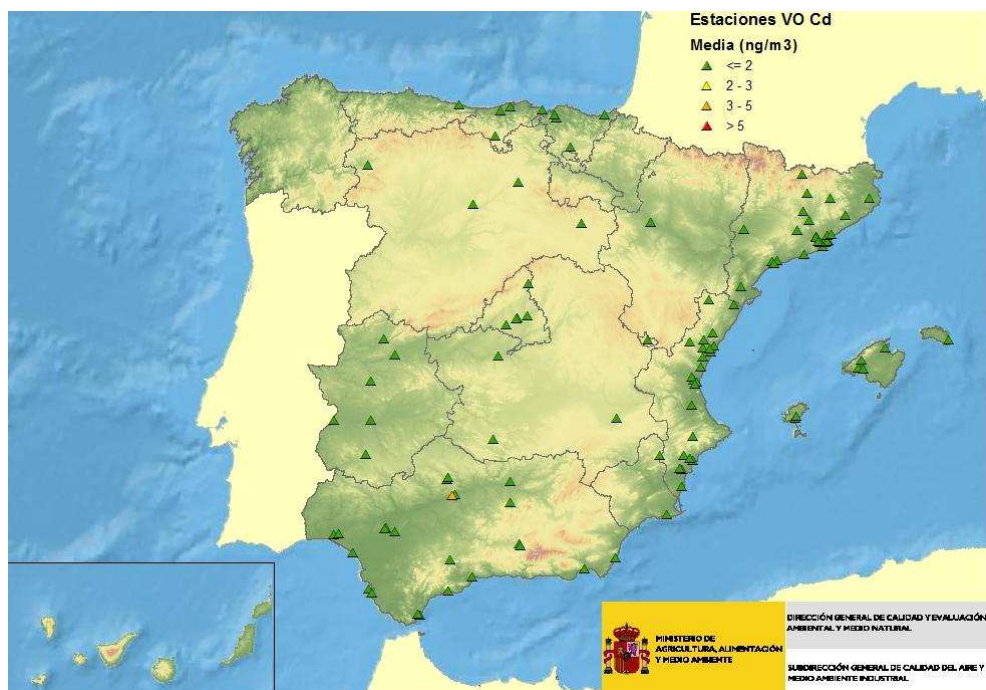 Estaciones VO Cd
Media (ng/m3)
<= 2
2 - 3
3 - 5
> 5
MINISTERIO DE
AGRICULTURA, ALIMENTACIÓN
Y MEDIO AMBIENTE
DIRECCIÓN GENERAL DE CALIDAD Y EVALUACIÓN
AMBIENTAL Y MEDIO NATURAL
SUBDIRECCIÓN GENERAL DE CALIDAD DEL AIRE Y
MEDIO AMBIENTE INDUSTRIAL